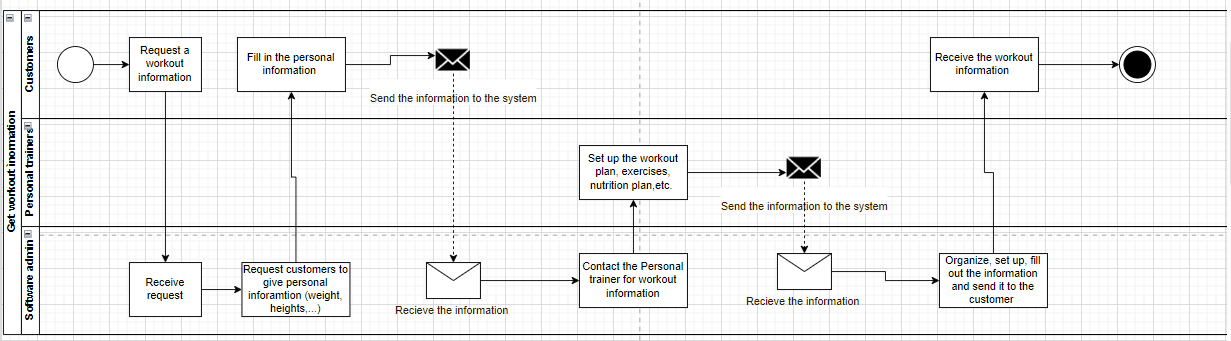 Get workout inormation
Customers
Personal trainers
Software admin
Request a
workout
information
Fill in the personal
information
Send the information to the system
Receive the workout
information
Set up the workout
plan, exercises,
nutrition plan,etc.
Send the information to the system
Receive
request
Request customers to
give personal
inforamtion (weight,
heights,...)
Recieve the information
Contact the Personal
trainer for workout
information
Recieve the information
Organize, set up, fill
out the information
and send it to the
customer